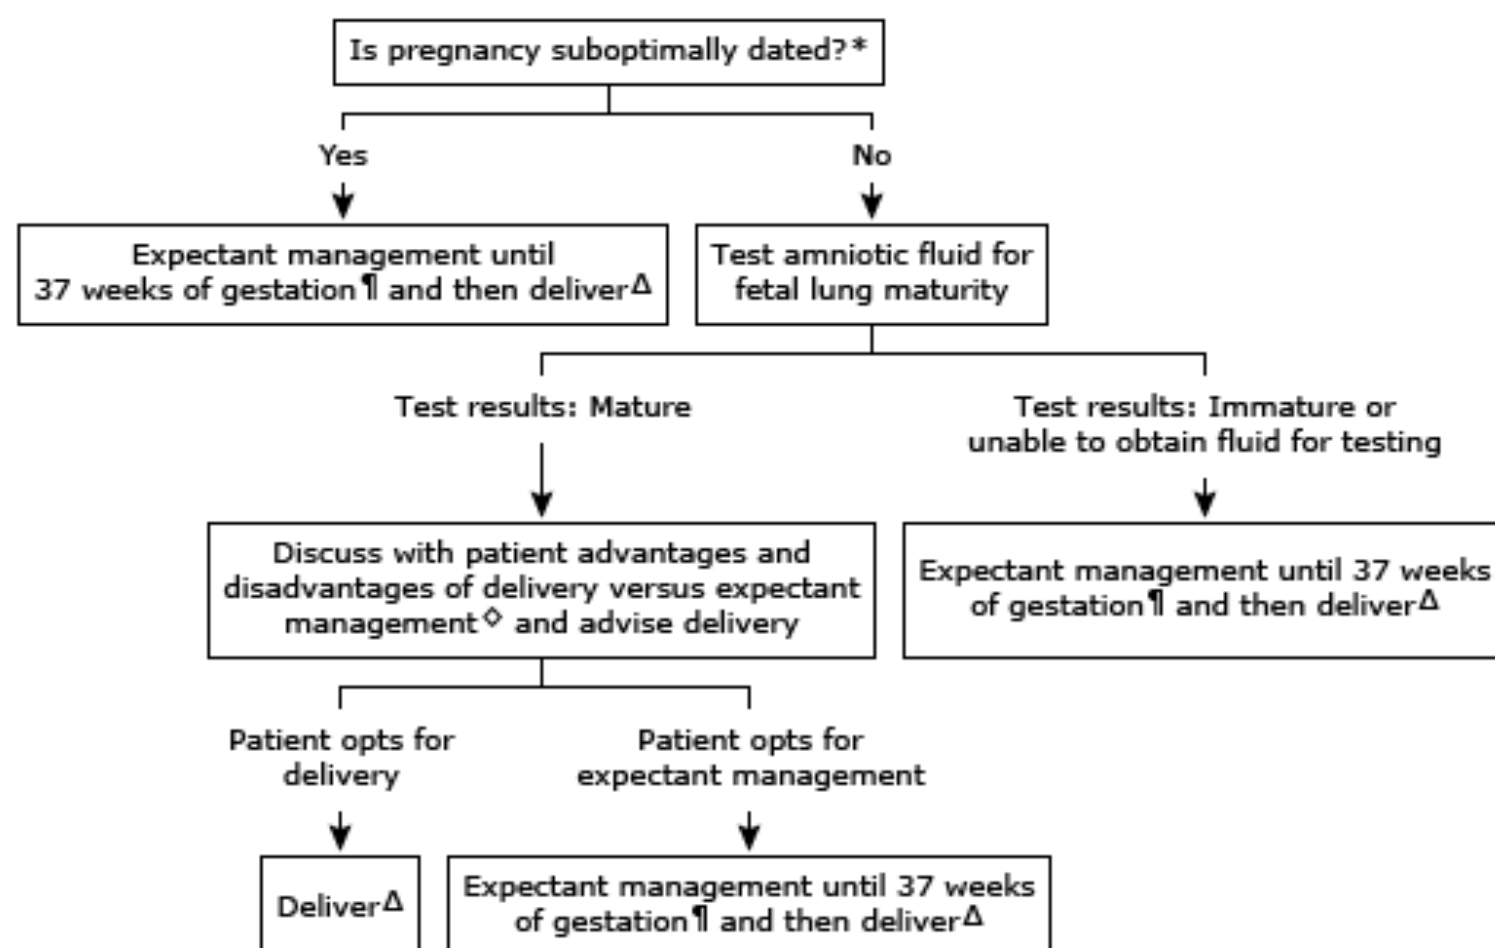 Is pregnancy suboptimally dated?*
Yes
No
Expectant management until
37 weeks of gestation¶ and then deliverΔ
Test amniotic fluid for
fetal lung maturity
Test results: Mature
Test results: Immature or
unable to obtain fluid for testing
Discuss with patient advantages and
disadvantages of delivery versus expectant
management◇ and advise delivery
Expectant management until 37 weeks
of gestation¶ and then deliverΔ
Patient opts for
delivery
Patient opts for
expectant management
DeliverΔ
Expectant management until 37 weeks
of gestation¶ and then deliverΔ